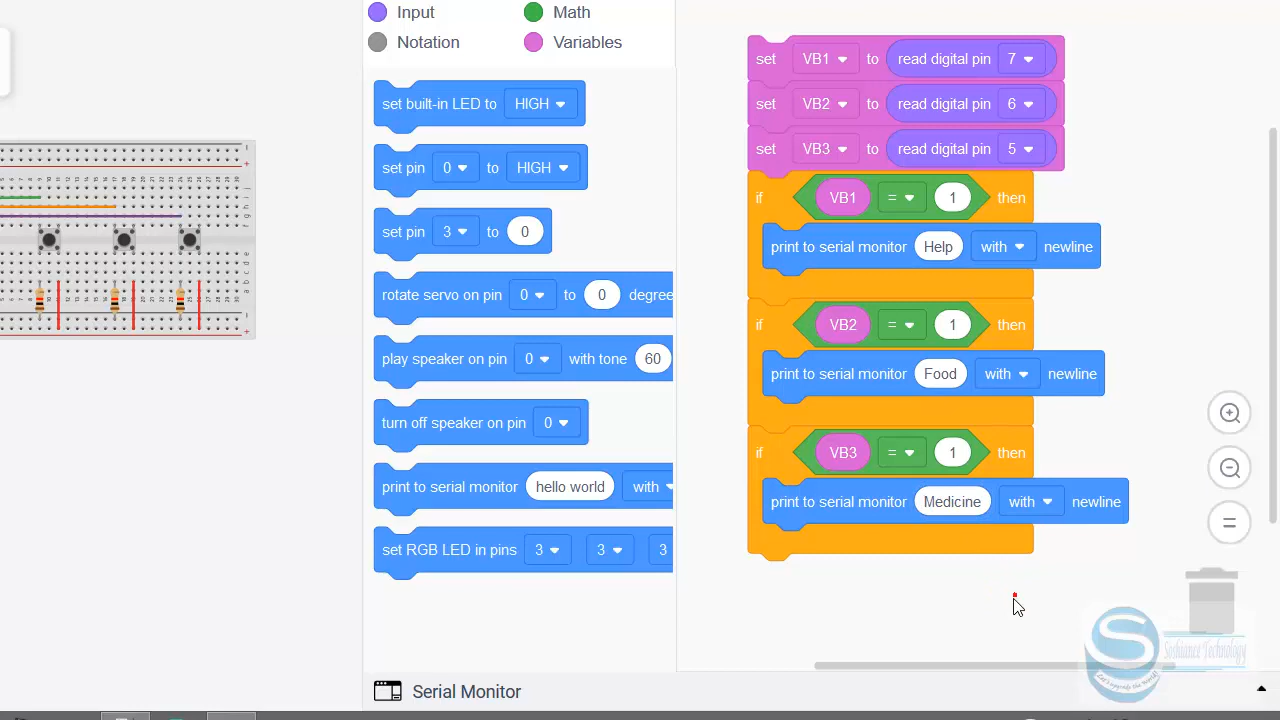 Input
Math
Notation
Variables
set built-in LED to HIGH
set pin 0 to HIGH
set pin 3 to 0
rotate servo on pin 0 to 0 degree
play speaker on pin 0 with tone 60
turn off speaker on pin 0
print to serial monitor hello world with
set RGB LED in pins 3 3 3
set VB1 to read digital pin 7
set VB2 to read digital pin 6
set VB3 to read digital pin 5
if VB1 = 1 then
print to serial monitor Help with newline
if VB2 = 1 then
print to serial monitor Food with newline
if VB3 = 1 then
print to serial monitor Medicine with newline
Serial Monitor